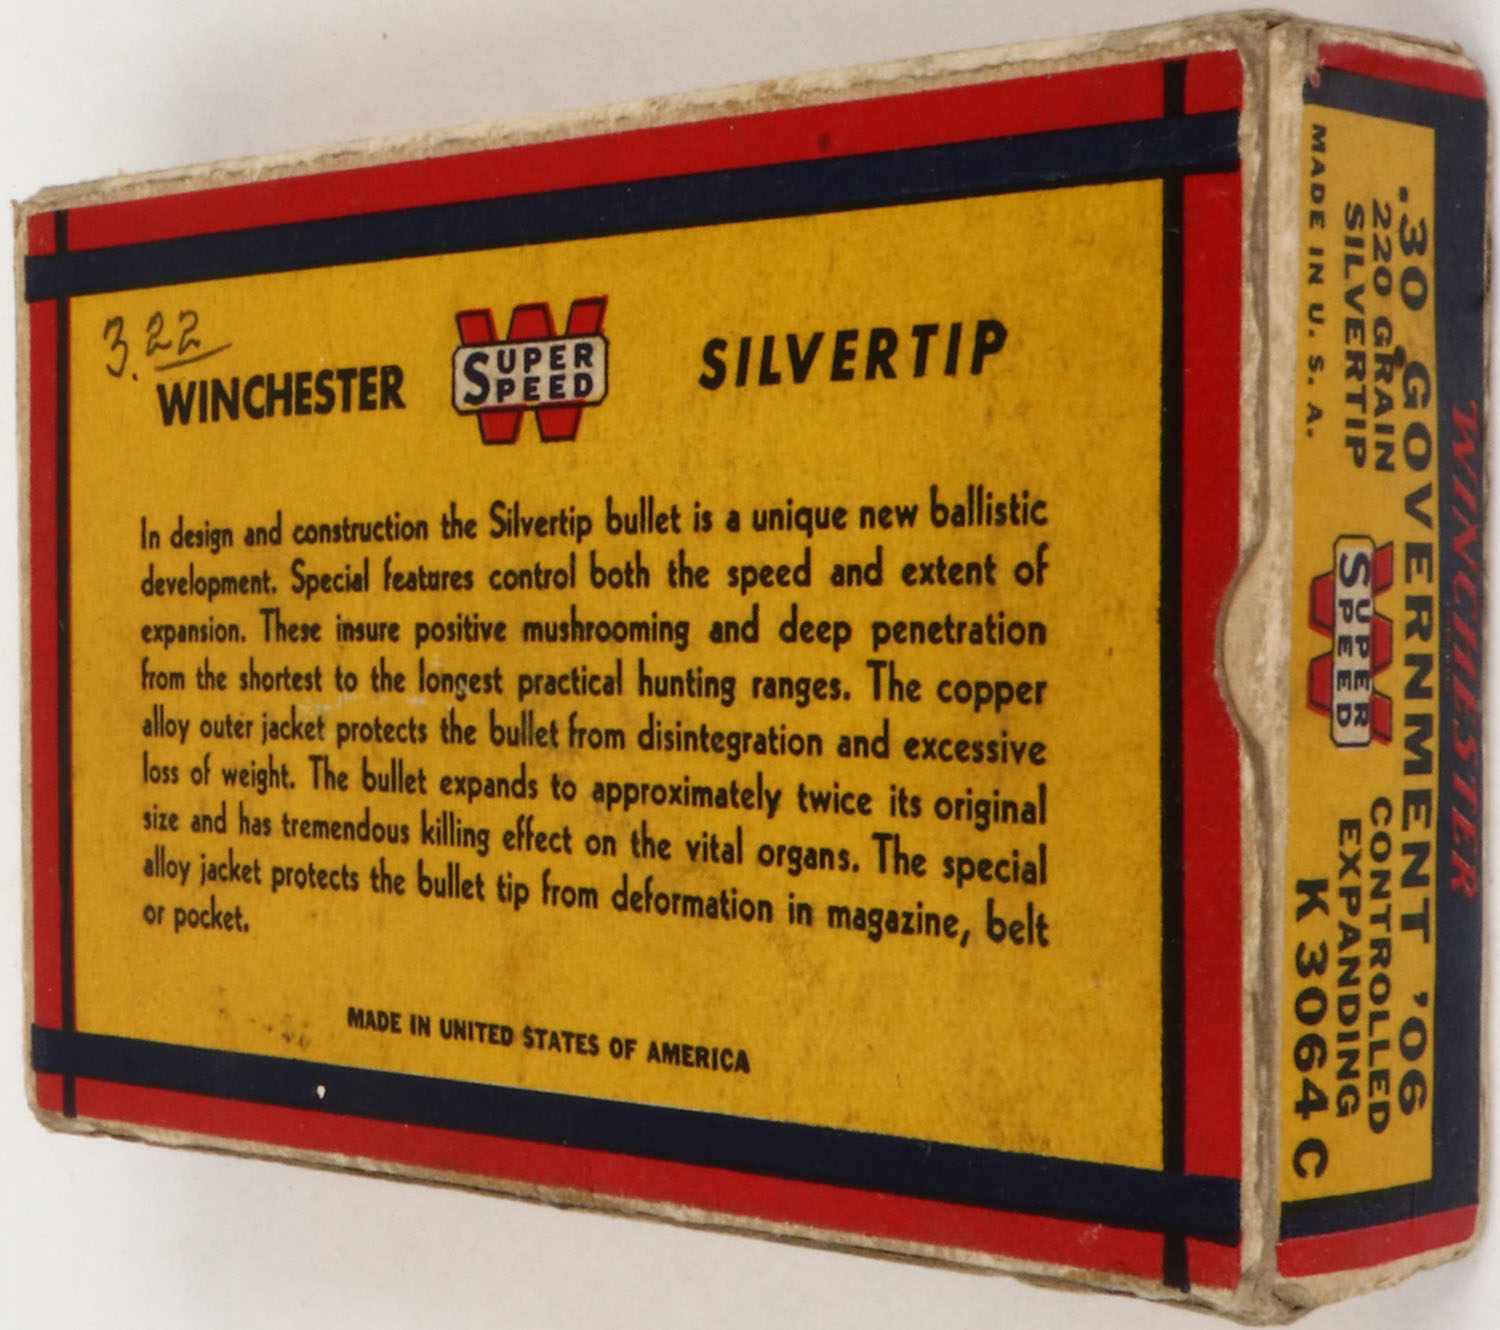 3.22
WINCHESTER SUPER SPEED SILVERTIP
In design and construction the Silvertip bullet is a unique new ballistic
development. Special features control both the speed and extent of
expansion. These insure positive mushrooming and deep penetration
from the shortest to the longest practical hunting ranges. The copper
alloy outer jacket protects the bullet from disintegration and excessive
loss of weight. The bullet expands to approximately twice its original
size and has tremendous killing effect on the vital organs. The special
alloy jacket protects the bullet tip from deformation in magazine, belt
or pocket.
MADE IN UNITED STATES OF AMERICA
WINCHESTER
.30 GOVERNMENT '06
220 GRAIN
SILVERTIP
SUPER
SPEED
CONTROLLED
EXPANDING
MADE IN U. S. A.
K 3064 C